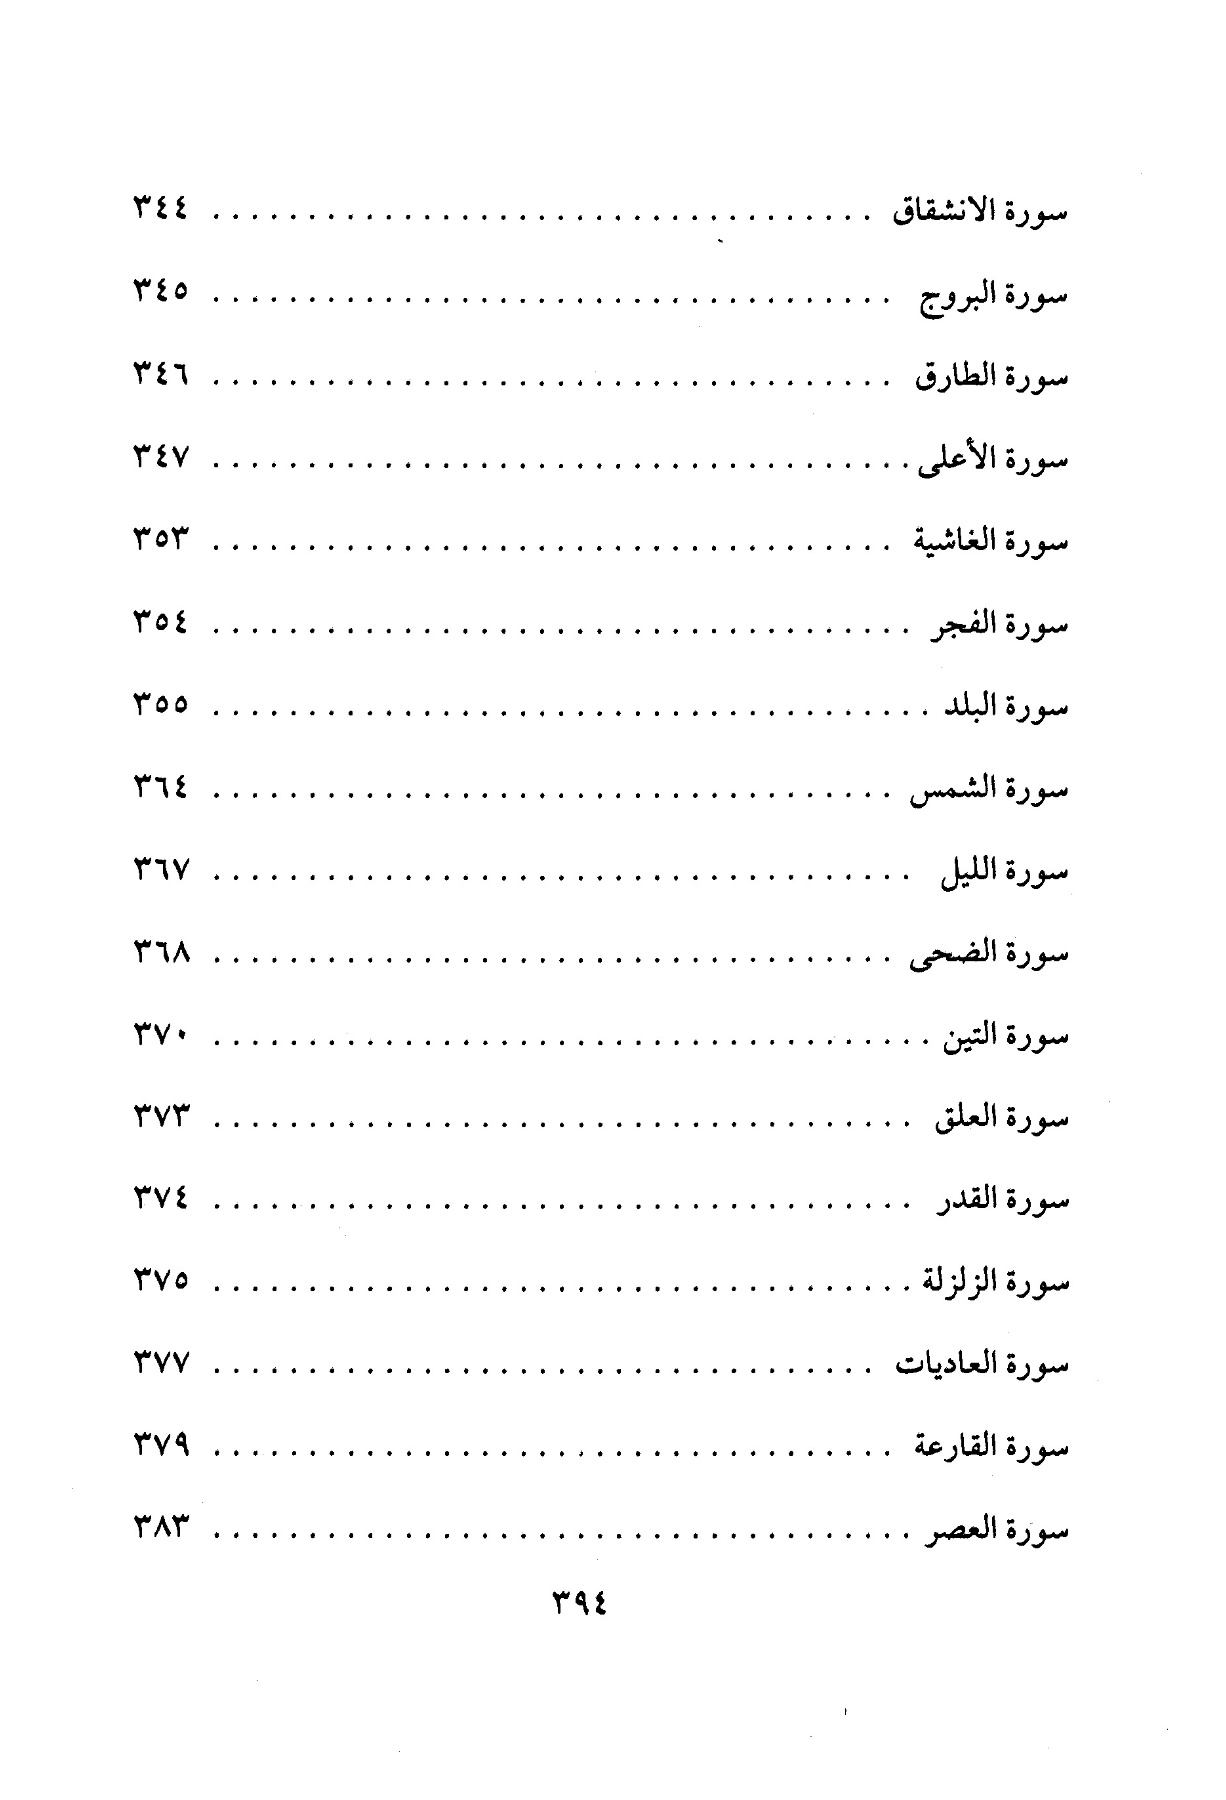 سورة الانشقاق . . . . . . . . . . . . . . . . . . . . . . . . . . . . . . . . . . . ٣٤٤
سورة البروج . . . . . . . . . . . . . . . . . . . . . . . . . . . . . . . . . . . . ٣٤٥
سورة الطارق . . . . . . . . . . . . . . . . . . . . . . . . . . . . . . . . . . . . ٣٤٦
سورة الأعلى . . . . . . . . . . . . . . . . . . . . . . . . . . . . . . . . . . . . . ٣٤٧
سورة الغاشية . . . . . . . . . . . . . . . . . . . . . . . . . . . . . . . . . . . . ٣٥٣
سورة الفجر . . . . . . . . . . . . . . . . . . . . . . . . . . . . . . . . . . . . . ٣٥٤
سورة البلد . . . . . . . . . . . . . . . . . . . . . . . . . . . . . . . . . . . . . . ٣٥٥
سورة الشمس . . . . . . . . . . . . . . . . . . . . . . . . . . . . . . . . . . . . ٣٦٤
سورة الليل . . . . . . . . . . . . . . . . . . . . . . . . . . . . . . . . . . . . . ٣٦٧
سورة الضحى . . . . . . . . . . . . . . . . . . . . . . . . . . . . . . . . . . . . ٣٦٨
سورة التين . . . . . . . . . . . . . . . . . . . . . . . . . . . . . . . . . . . . . . ٣٧٠
سورة العلق . . . . . . . . . . . . . . . . . . . . . . . . . . . . . . . . . . . . . ٣٧٣
سورة القدر . . . . . . . . . . . . . . . . . . . . . . . . . . . . . . . . . . . . . ٣٧٤
سورة الزلزلة . . . . . . . . . . . . . . . . . . . . . . . . . . . . . . . . . . . . . ٣٧٥
سورة العاديات . . . . . . . . . . . . . . . . . . . . . . . . . . . . . . . . . . . ٣٧٧
سورة القارعة . . . . . . . . . . . . . . . . . . . . . . . . . . . . . . . . . . . . ٣٧٩
سورة العصر . . . . . . . . . . . . . . . . . . . . . . . . . . . . . . . . . . . . . ٣٨٣
٣٩٤